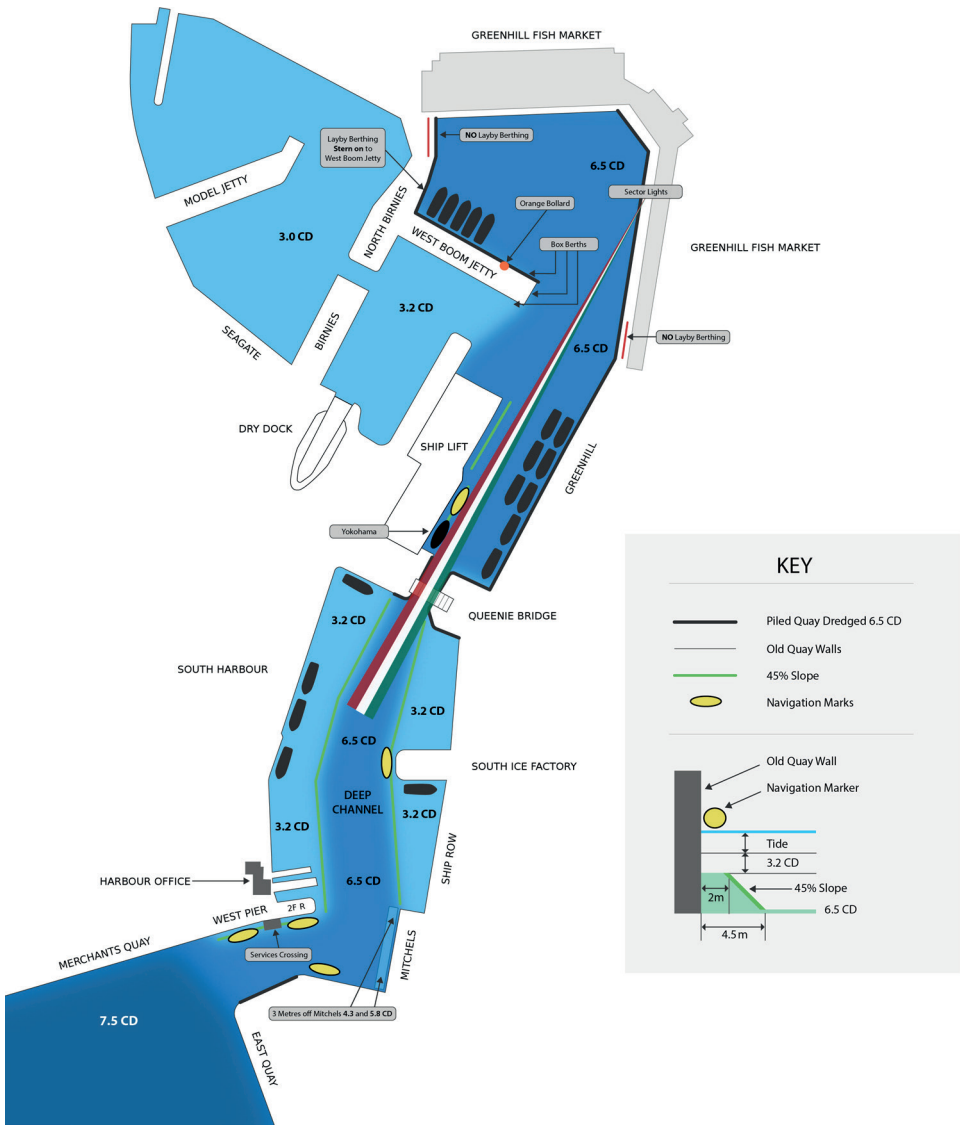 GREENHILL FISH MARKET
Layby Berthing
Stern on to
West Boom Jetty
NO Layby Berthing
6.5 CD
Sector Lights
MODEL JETTY
NORTH BIRNIES
Orange Bollard
3.0 CD
WEST BOOM JETTY
Box Berths
GREENHILL FISH MARKET
3.2 CD
SEAGATE
BIRNIES
6.5 CD
NO Layby Berthing
DRY DOCK
SHIP LIFT
GREENHILL
Yokohama
QUEENIE BRIDGE
3.2 CD
SOUTH HARBOUR
3.2 CD
6.5 CD
SOUTH ICE FACTORY
DEEP
CHANNEL
3.2 CD
3.2 CD
SHIP ROW
HARBOUR OFFICE
6.5 CD
WEST PIER
2F R
MERCHANTS QUAY
Services Crossing
MITCHELS
3 Metres off Mitchels 4.3 and 5.8 CD
7.5 CD
EAST QUAY
KEY
Piled Quay Dredged 6.5 CD
Old Quay Walls
45% Slope
Navigation Marks
Old Quay Wall
Navigation Marker
Tide
3.2 CD
2m
45% Slope
6.5 CD
4.5 m